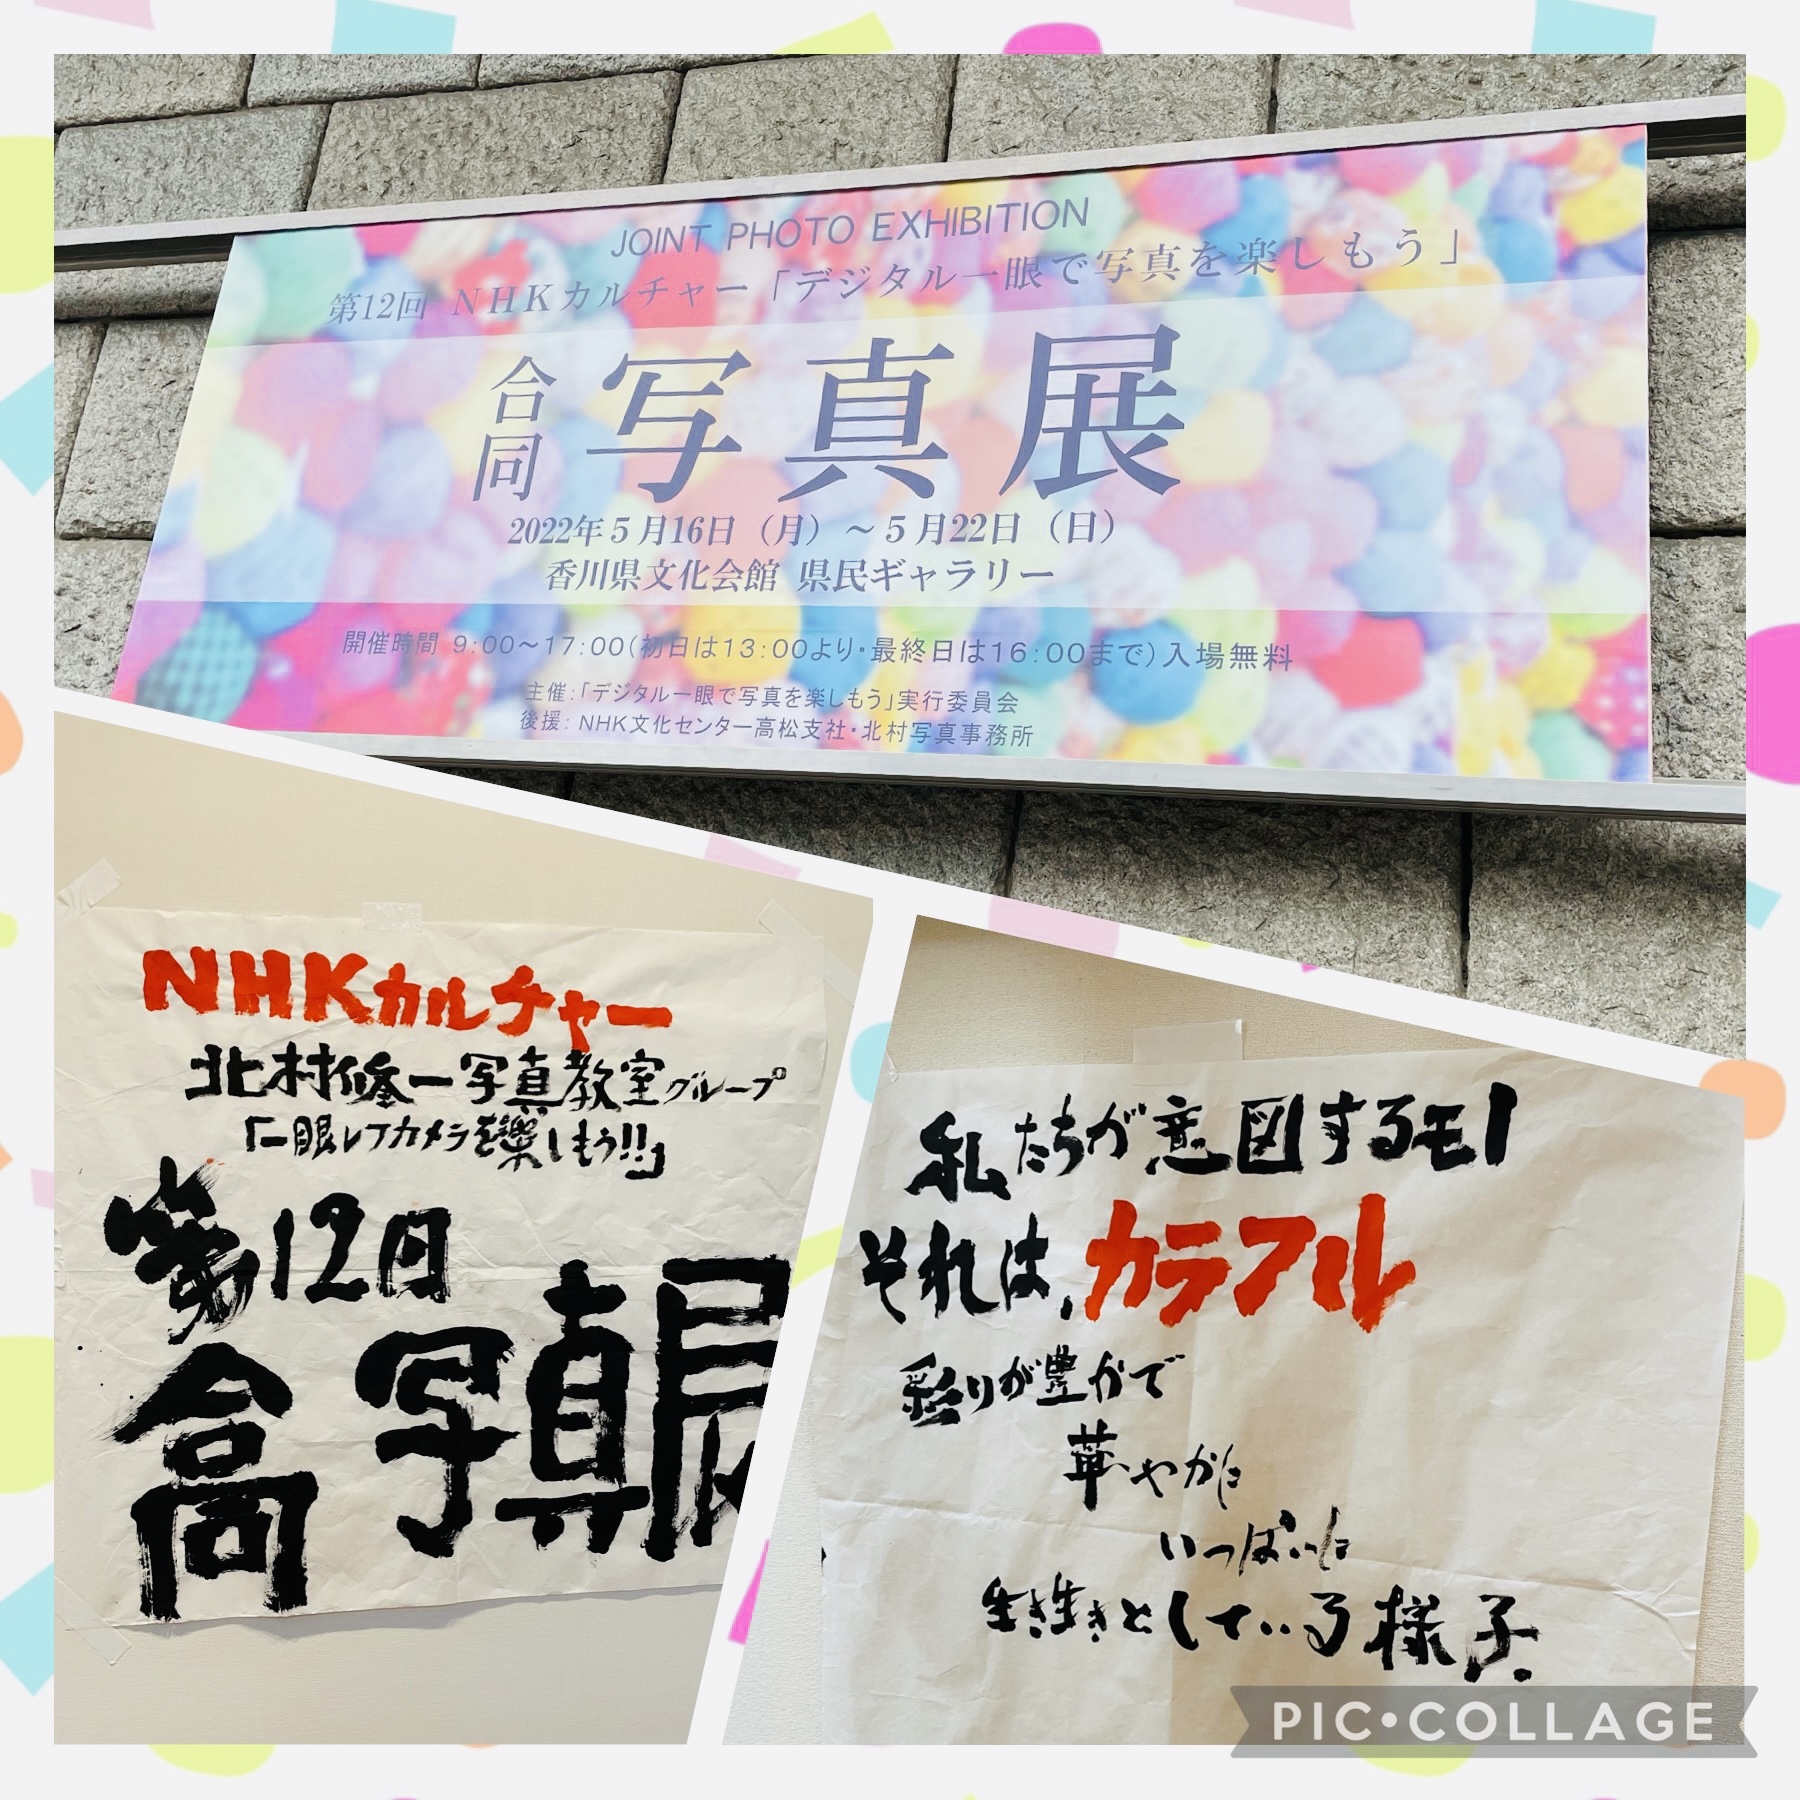 JOINT PHOTO EXHIBITION
第12回 NHKカルチャー「デジタル一眼で写真を楽しもう」
合同 写真展
2022年5月16日（月）～5月22日（日）
香川県文化会館 県民ギャラリー
開催時間 9:00～17:00(初日は13:00より・最終日は16:00まで)入場無料
主催:「デジタル一眼で写真を楽しもう」実行委員会
後援: NHK文化センター高松支社・北村写真事務所
NHKカルチャー
北村修一写真教室グループ
「一眼レフカメラを楽しもう!!」
第12回
合同 写真展
私たちが意図するモノ
それは、カラフル
彩りが豊かで
華やかに
いっぱいに
生き生きとしている様子.
PIC•COLLAGE